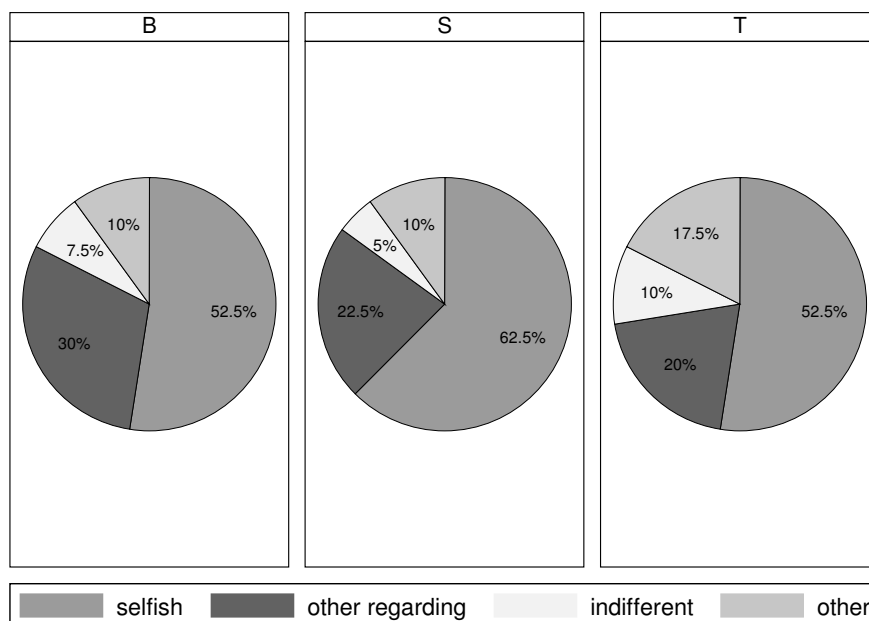 B
S
T
10%
7.5%
52.5%
30%
10%
5%
22.5%
62.5%
17.5%
10%
52.5%
20%
selfish
other regarding
indifferent
other